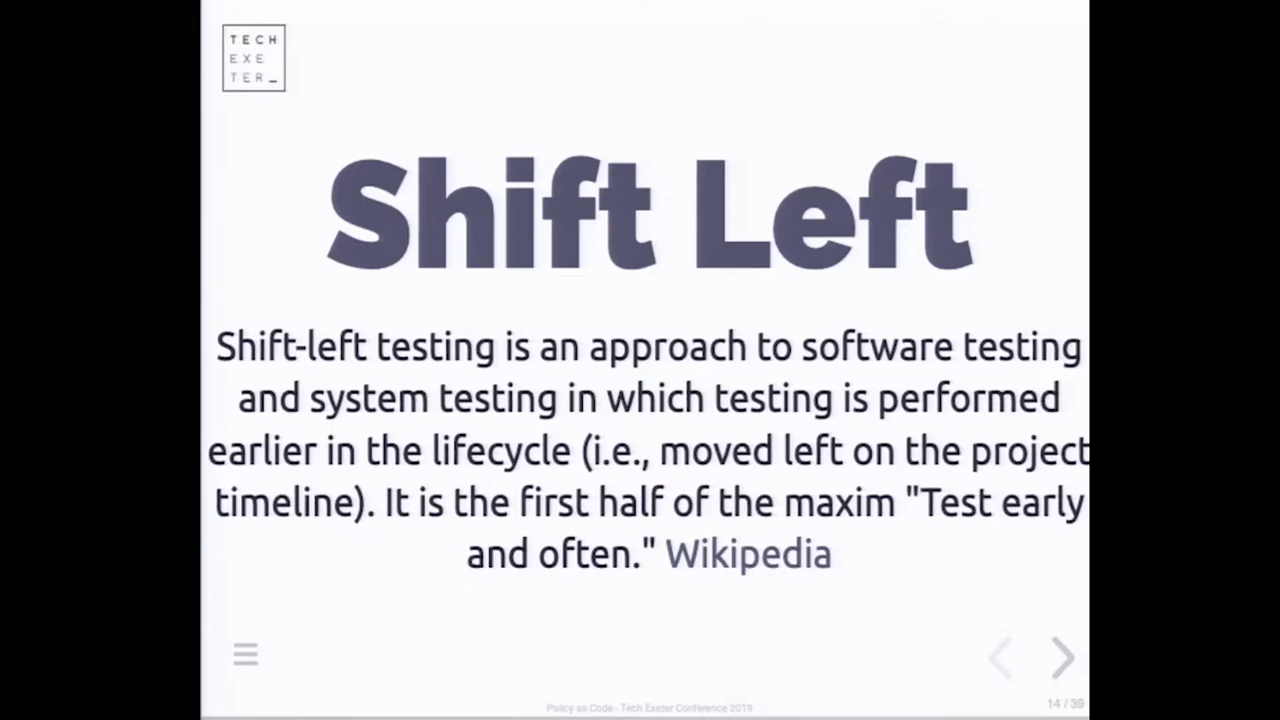 TECH
EXE
TER_
Shift Left
Shift-left testing is an approach to software testing
and system testing in which testing is performed
earlier in the lifecycle (i.e., moved left on the project
timeline). It is the first half of the maxim "Test early
and often." Wikipedia
Policy as Code - Tech Exeter Conference 2019
14 / 39